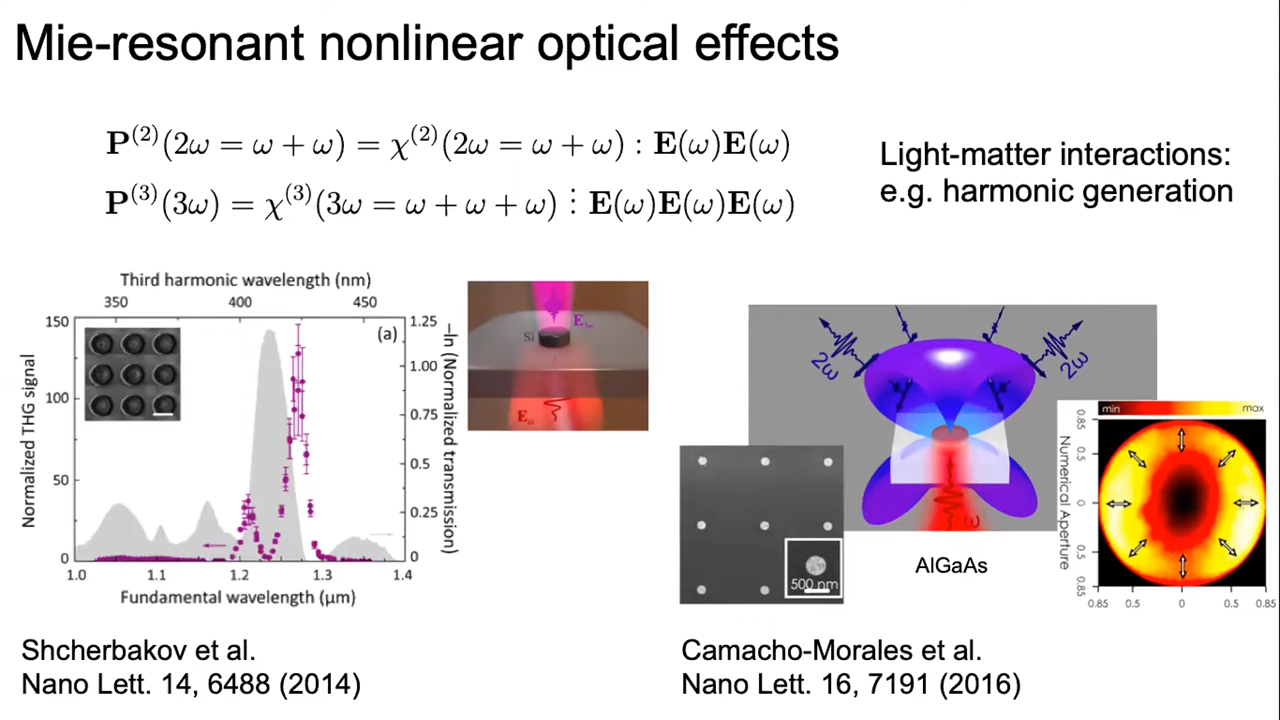 Mie-resonant nonlinear optical effects
P^(2)(2ω = ω + ω) = χ^(2)(2ω = ω + ω) : E(ω)E(ω)
P^(3)(3ω) = χ^(3)(3ω = ω + ω + ω) ⋮ E(ω)E(ω)E(ω)
Light-matter interactions:
e.g. harmonic generation
Third harmonic wavelength (nm)
350 400 450
150 100 50 0
Normalized THG signal
(a)
1.25 1.00 0.75 0.5 0.25 0
–ln (Normalized transmission)
1.0 1.1 1.2 1.3 1.4
Fundamental wavelength (μm)
Si
E3ω
Eω
Shcherbakov et al.
Nano Lett. 14, 6488 (2014)
500 nm
2ω
2ω
ω
AlGaAs
min max
Numerical Aperture
0.85 0.5 0 0.5 0.85
0.85 0.5 0 0.5 0.85
Camacho-Morales et al.
Nano Lett. 16, 7191 (2016)